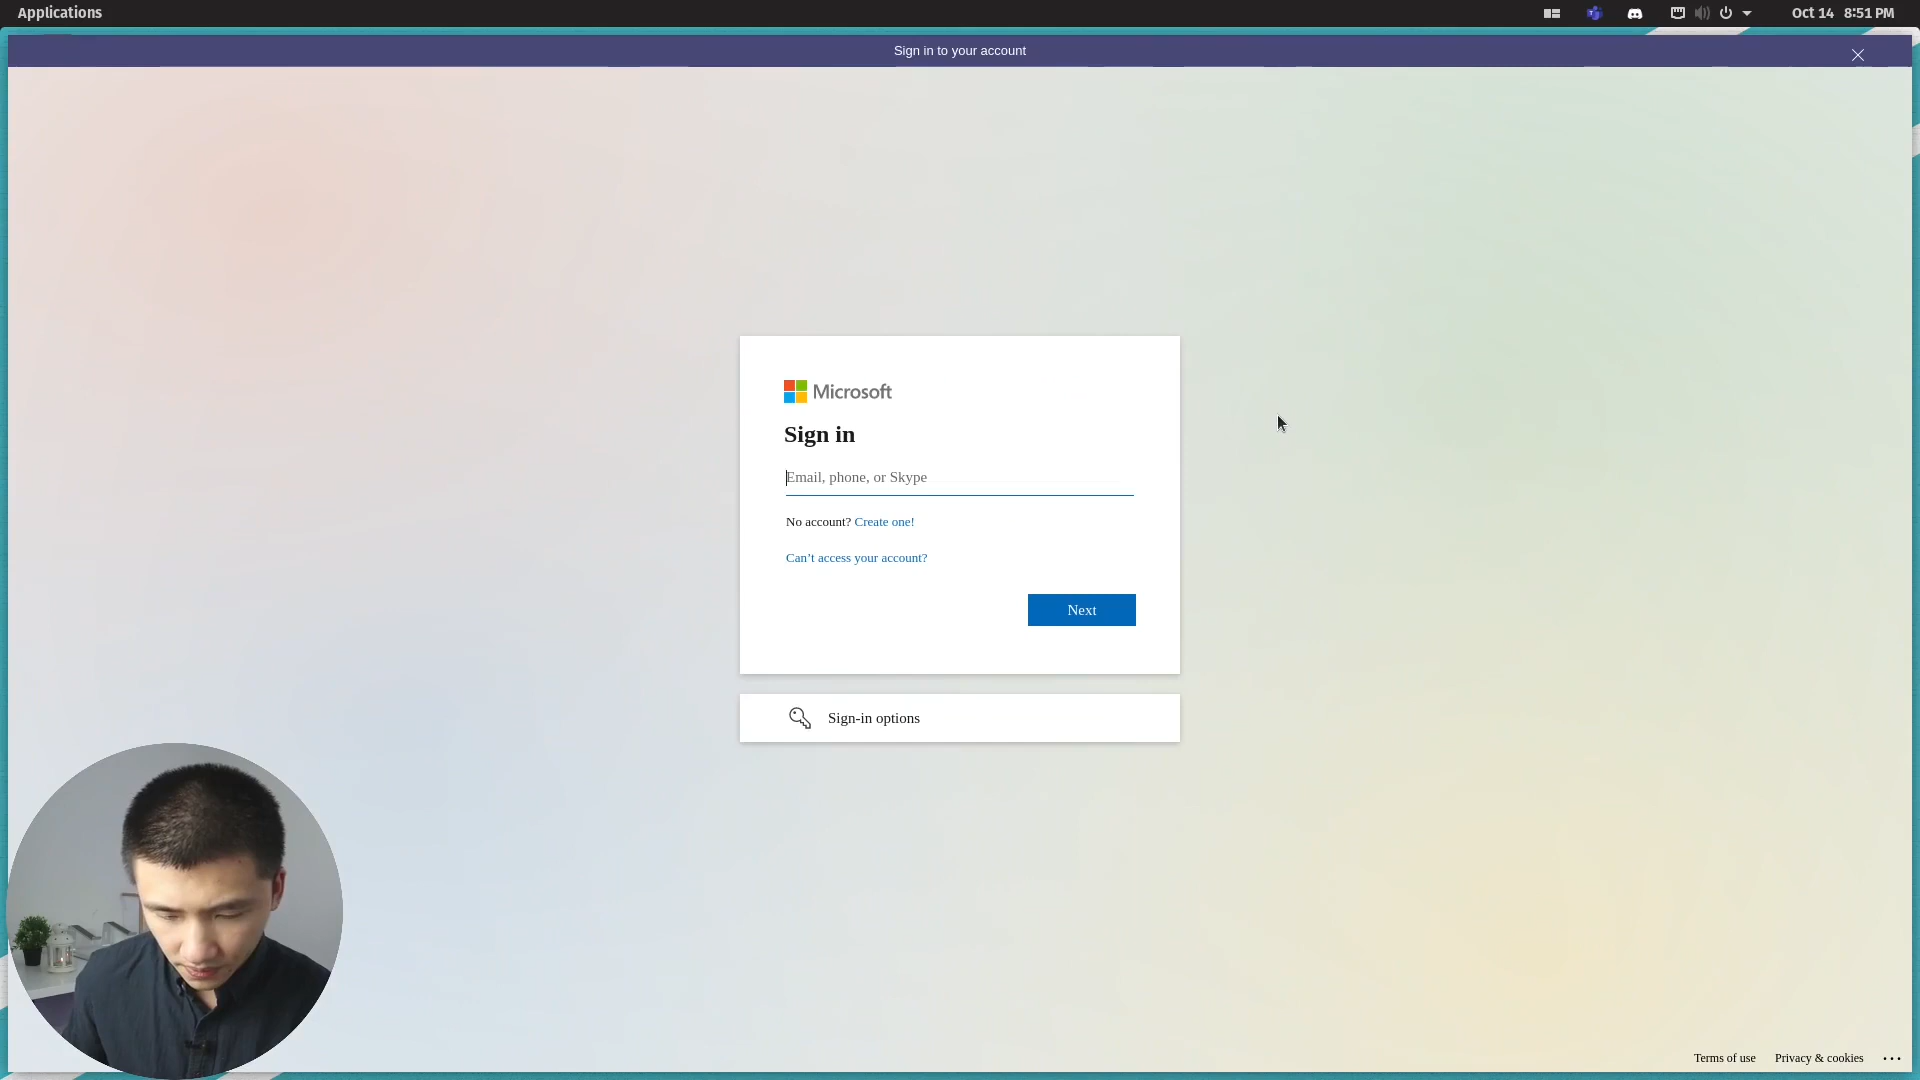 Applications
Oct 14 8:51 PM
Sign in to your account
Microsoft
Sign in
Email, phone, or Skype
No account? Create one!
Can’t access your account?
Next
Sign-in options
Terms of use Privacy & cookies